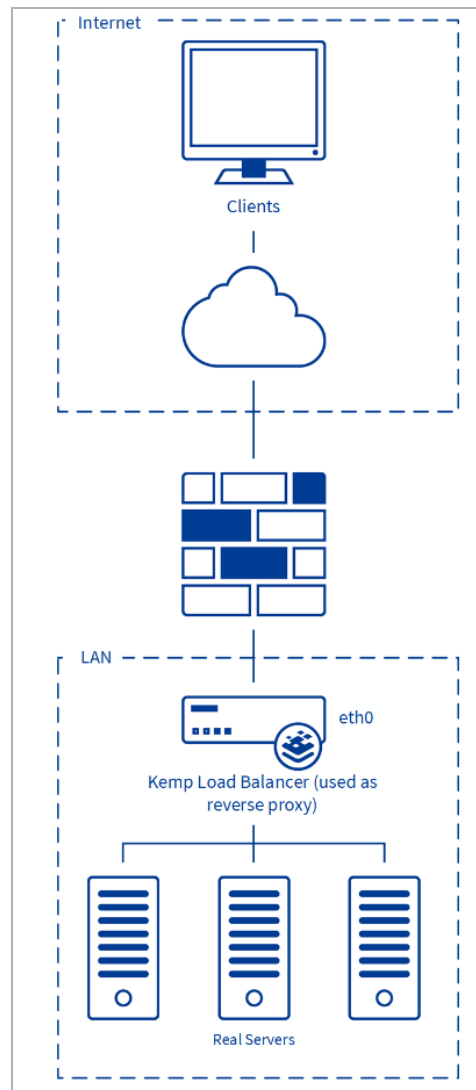 Internet
Clients
LAN
eth0
Kemp Load Balancer (used as
reverse proxy)
Real Servers